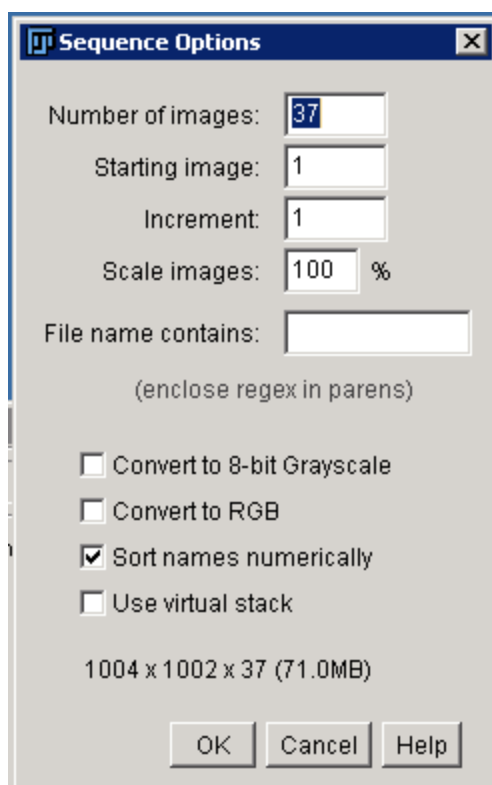 Sequence Options
Number of images: 37
Starting image: 1
Increment: 1
Scale images: 100 %
File name contains:
(enclose regex in parens)
Convert to 8-bit Grayscale
Convert to RGB
Sort names numerically
Use virtual stack
1004 x 1002 x 37 (71.0MB)
OK Cancel Help